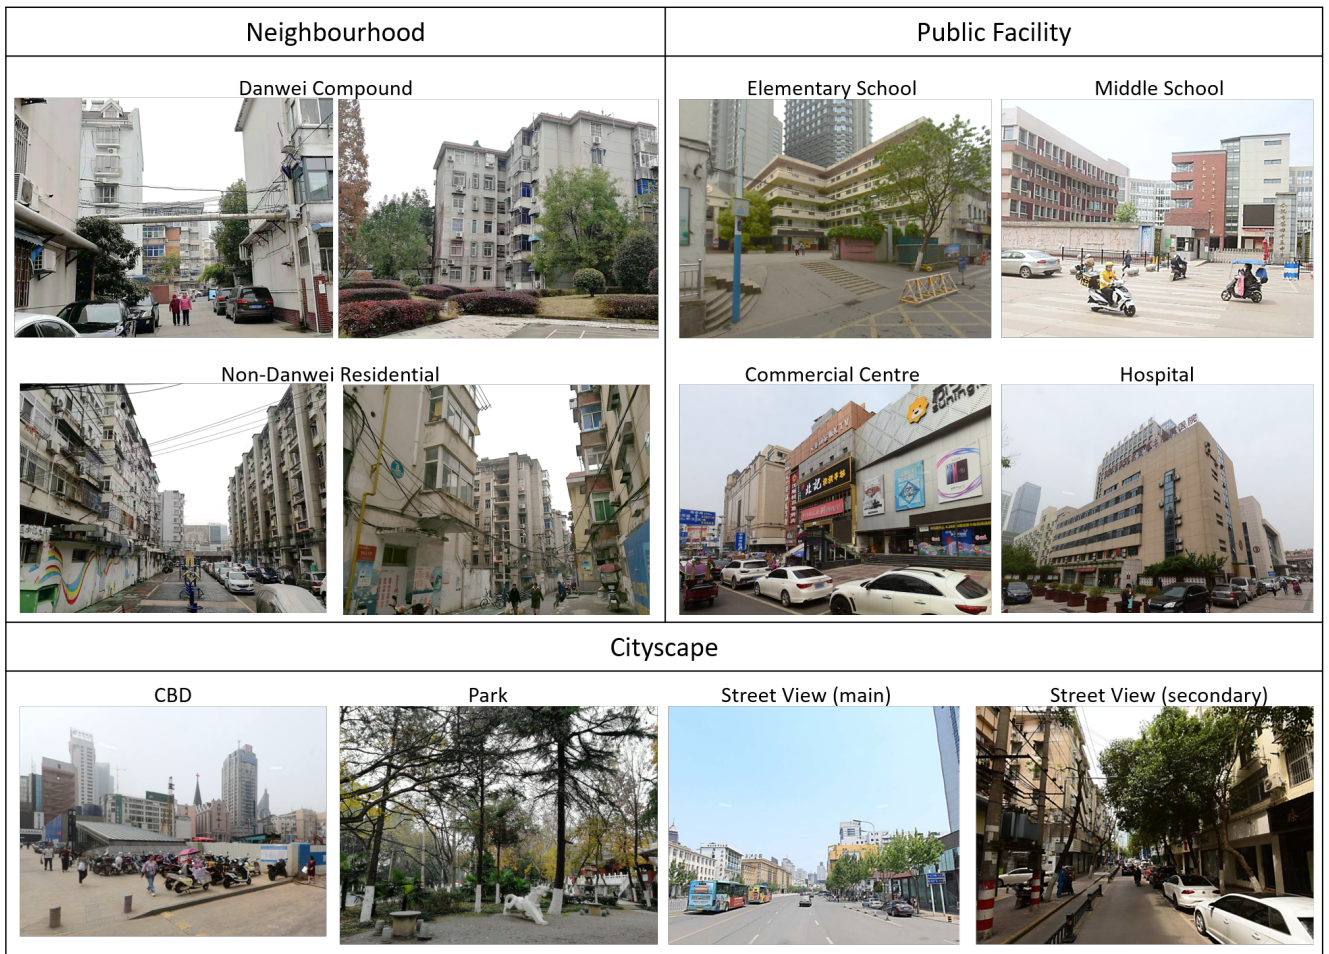 Neighbourhood
Public Facility
Danwei Compound
Elementary School
Middle School
Non-Danwei Residential
Commercial Centre
Hospital
suning
Cityscape
CBD
Park
Street View (main)
Street View (secondary)